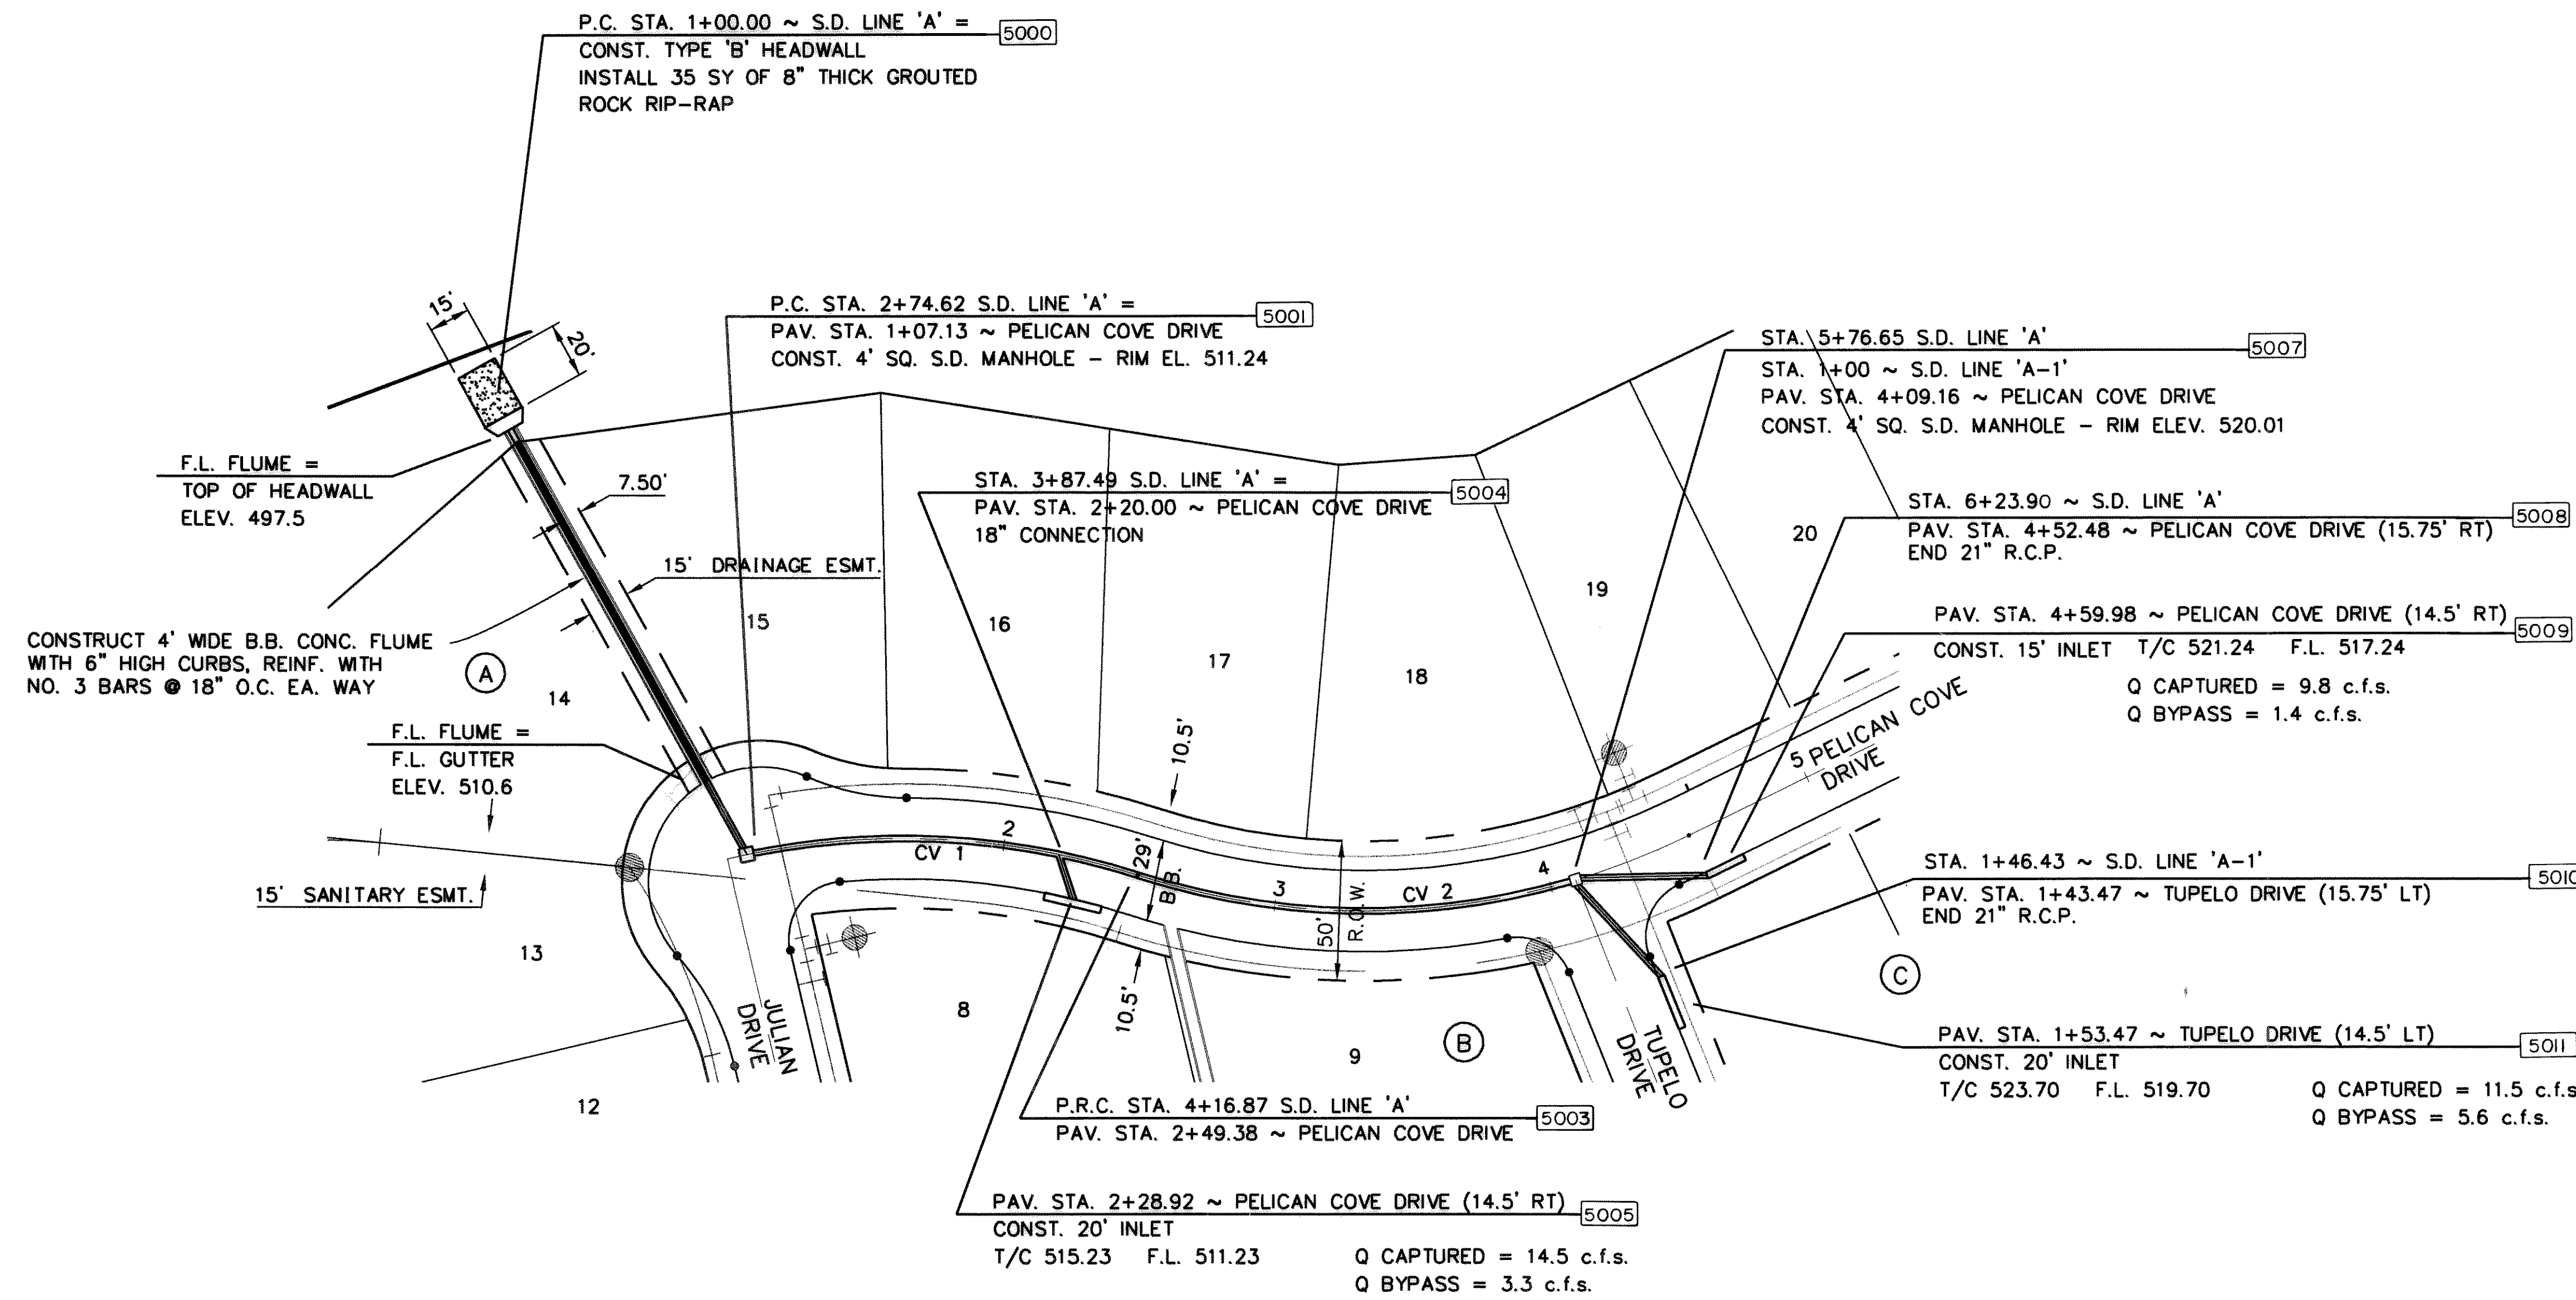 P.C. STA. 1+00.00 ~ S.D. LINE 'A' =
5000
CONST. TYPE 'B' HEADWALL
INSTALL 35 SY OF 8" THICK GROUTED
ROCK RIP-RAP
15'
20'
P.C. STA. 2+74.62 S.D. LINE 'A' =
5001
PAV. STA. 1+07.13 ~ PELICAN COVE DRIVE
CONST. 4' SQ. S.D. MANHOLE - RIM EL. 511.24
STA. 5+76.65 S.D. LINE 'A'
5007
STA. 1+00 ~ S.D. LINE 'A-1'
PAV. STA. 4+09.16 ~ PELICAN COVE DRIVE
CONST. 4' SQ. S.D. MANHOLE - RIM ELEV. 520.01
F.L. FLUME =
TOP OF HEADWALL
ELEV. 497.5
7.50'
STA. 3+87.49 S.D. LINE 'A' =
5004
PAV. STA. 2+20.00 ~ PELICAN COVE DRIVE
18" CONNECTION
STA. 6+23.90 ~ S.D. LINE 'A'
5008
PAV. STA. 4+52.48 ~ PELICAN COVE DRIVE (15.75' RT)
END 21" R.C.P.
20
15' DRAINAGE ESMT.
19
15
16
17
18
PAV. STA. 4+59.98 ~ PELICAN COVE DRIVE (14.5' RT)
5009
CONST. 15' INLET T/C 521.24 F.L. 517.24
Q CAPTURED = 9.8 c.f.s.
Q BYPASS = 1.4 c.f.s.
CONSTRUCT 4' WIDE B.B. CONC. FLUME
WITH 6" HIGH CURBS, REINF. WITH
NO. 3 BARS @ 18" O.C. EA. WAY
A
14
F.L. FLUME =
F.L. GUTTER
ELEV. 510.6
10.5'
5
PELICAN COVE
DRIVE
2
CV 1
29'
B.B.
3
CV 2
4
50'
R.O.W.
15' SANITARY ESMT.
STA. 1+46.43 ~ S.D. LINE 'A-1'
5010
PAV. STA. 1+43.47 ~ TUPELO DRIVE (15.75' LT)
END 21" R.C.P.
13
C
JULIAN
DRIVE
8
10.5'
9
B
TUPELO
DRIVE
PAV. STA. 1+53.47 ~ TUPELO DRIVE (14.5' LT)
5011
CONST. 20' INLET
T/C 523.70 F.L. 519.70
Q CAPTURED = 11.5 c.f.s
Q BYPASS = 5.6 c.f.s.
12
P.R.C. STA. 4+16.87 S.D. LINE 'A'
5003
PAV. STA. 2+49.38 ~ PELICAN COVE DRIVE
PAV. STA. 2+28.92 ~ PELICAN COVE DRIVE (14.5' RT)
5005
CONST. 20' INLET
T/C 515.23 F.L. 511.23
Q CAPTURED = 14.5 c.f.s.
Q BYPASS = 3.3 c.f.s.